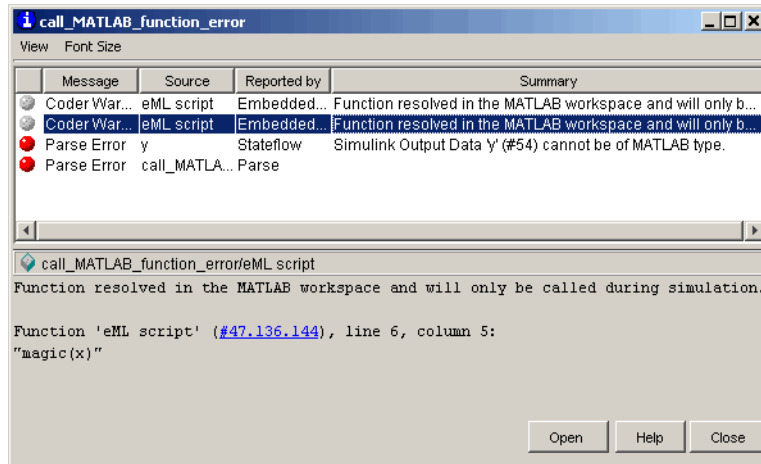 call_MATLAB_function_error
View Font Size
Message Source Reported by Summary
Coder War... eML script Embedded... Function resolved in the MATLAB workspace and will only b...
Coder War... eML script Embedded... Function resolved in the MATLAB workspace and will only b...
Parse Error y Stateflow Simulink Output Data 'y' (#54) cannot be of MATLAB type.
Parse Error call_MATLA... Parse
call_MATLAB_function_error/eML script
Function resolved in the MATLAB workspace and will only be called during simulation.
Function 'eML script' (#47.136.144), line 6, column 5:
"magic(x)"
Open Help Close